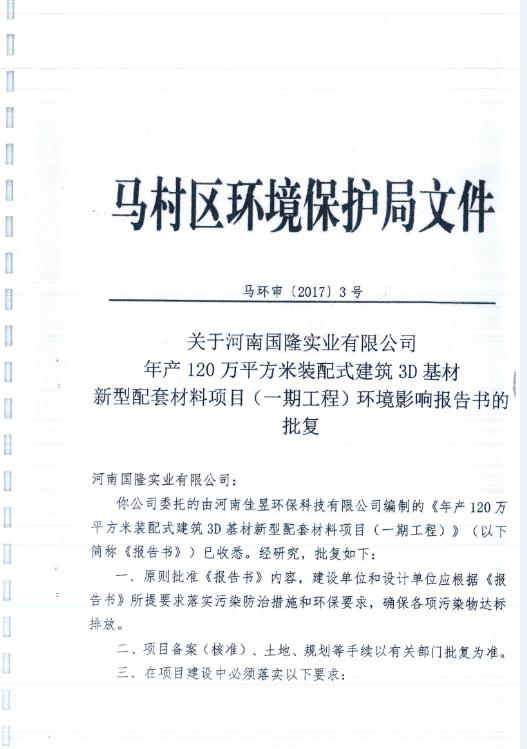 马村区环境保护局文件
马环审〔2017〕3号
关于河南国隆实业有限公司
年产120万平方米装配式建筑3D基材
新型配套材料项目（一期工程）环境影响报告书的
批复
河南国隆实业有限公司：
你公司委托的由河南佳昱环保科技有限公司编制的《年产120万
平方米装配式建筑3D基材新型配套材料项目（一期工程）》（以下
简称《报告书》）已收悉。经研究，批复如下：
一、原则批准《报告书》内容，建设单位和设计单位应根据《报
告书》所提要求落实污染防治措施和环保要求，确保各项污染物达标
排放。
二、项目备案（核准）、土地、规划等手续以有关部门批复为准。
三、在项目建设中必须落实以下要求：